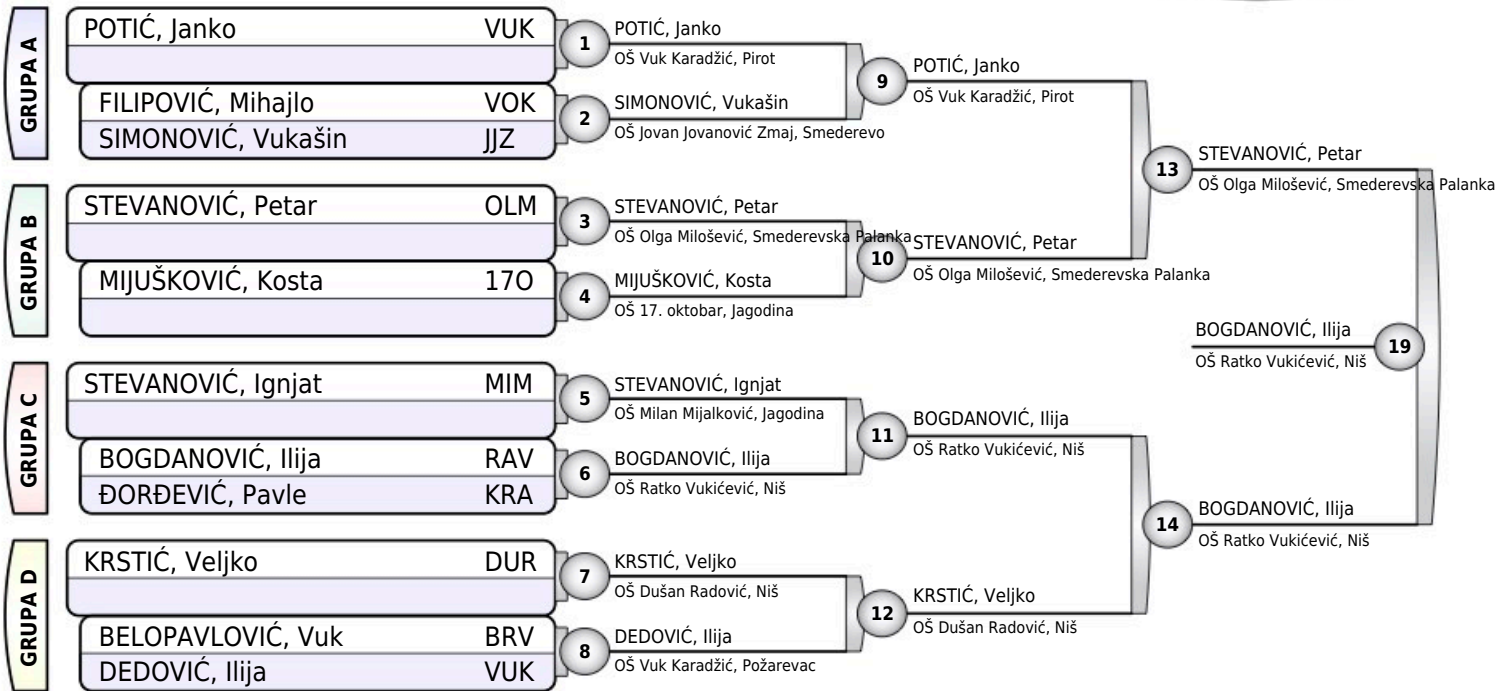 GRUPA A
POTIĆ, Janko VUK
FILIPOVIĆ, Mihajlo VOK
SIMONOVIĆ, Vukašin JJZ
GRUPA B
STEVANOVIĆ, Petar OLM
MIJUŠKOVIĆ, Kosta 17O
GRUPA C
STEVANOVIĆ, Ignjat MIM
BOGDANOVIĆ, Ilija RAV
ĐORĐEVIĆ, Pavle KRA
GRUPA D
KRSTIĆ, Veljko DUR
BELOPAVLOVIĆ, Vuk BRV
DEDOVIĆ, Ilija VUK
1
POTIĆ, Janko
OŠ Vuk Karadžić, Pirot
2
SIMONOVIĆ, Vukašin
OŠ Jovan Jovanović Zmaj, Smederevo
3
STEVANOVIĆ, Petar
OŠ Olga Milošević, Smederevska Palanka
4
MIJUŠKOVIĆ, Kosta
OŠ 17. oktobar, Jagodina
5
STEVANOVIĆ, Ignjat
OŠ Milan Mijalković, Jagodina
6
BOGDANOVIĆ, Ilija
OŠ Ratko Vukićević, Niš
7
KRSTIĆ, Veljko
OŠ Dušan Radović, Niš
8
DEDOVIĆ, Ilija
OŠ Vuk Karadžić, Požarevac
9
POTIĆ, Janko
OŠ Vuk Karadžić, Pirot
10
STEVANOVIĆ, Petar
OŠ Olga Milošević, Smederevska Palanka
11
BOGDANOVIĆ, Ilija
OŠ Ratko Vukićević, Niš
12
KRSTIĆ, Veljko
OŠ Dušan Radović, Niš
13
STEVANOVIĆ, Petar
OŠ Olga Milošević, Smederevska Palanka
14
BOGDANOVIĆ, Ilija
OŠ Ratko Vukićević, Niš
BOGDANOVIĆ, Ilija
OŠ Ratko Vukićević, Niš
19